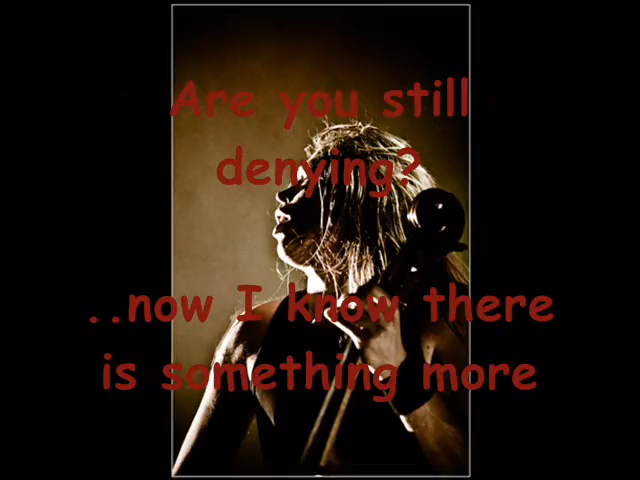 Are you still
denying?
..now I know there
is something more